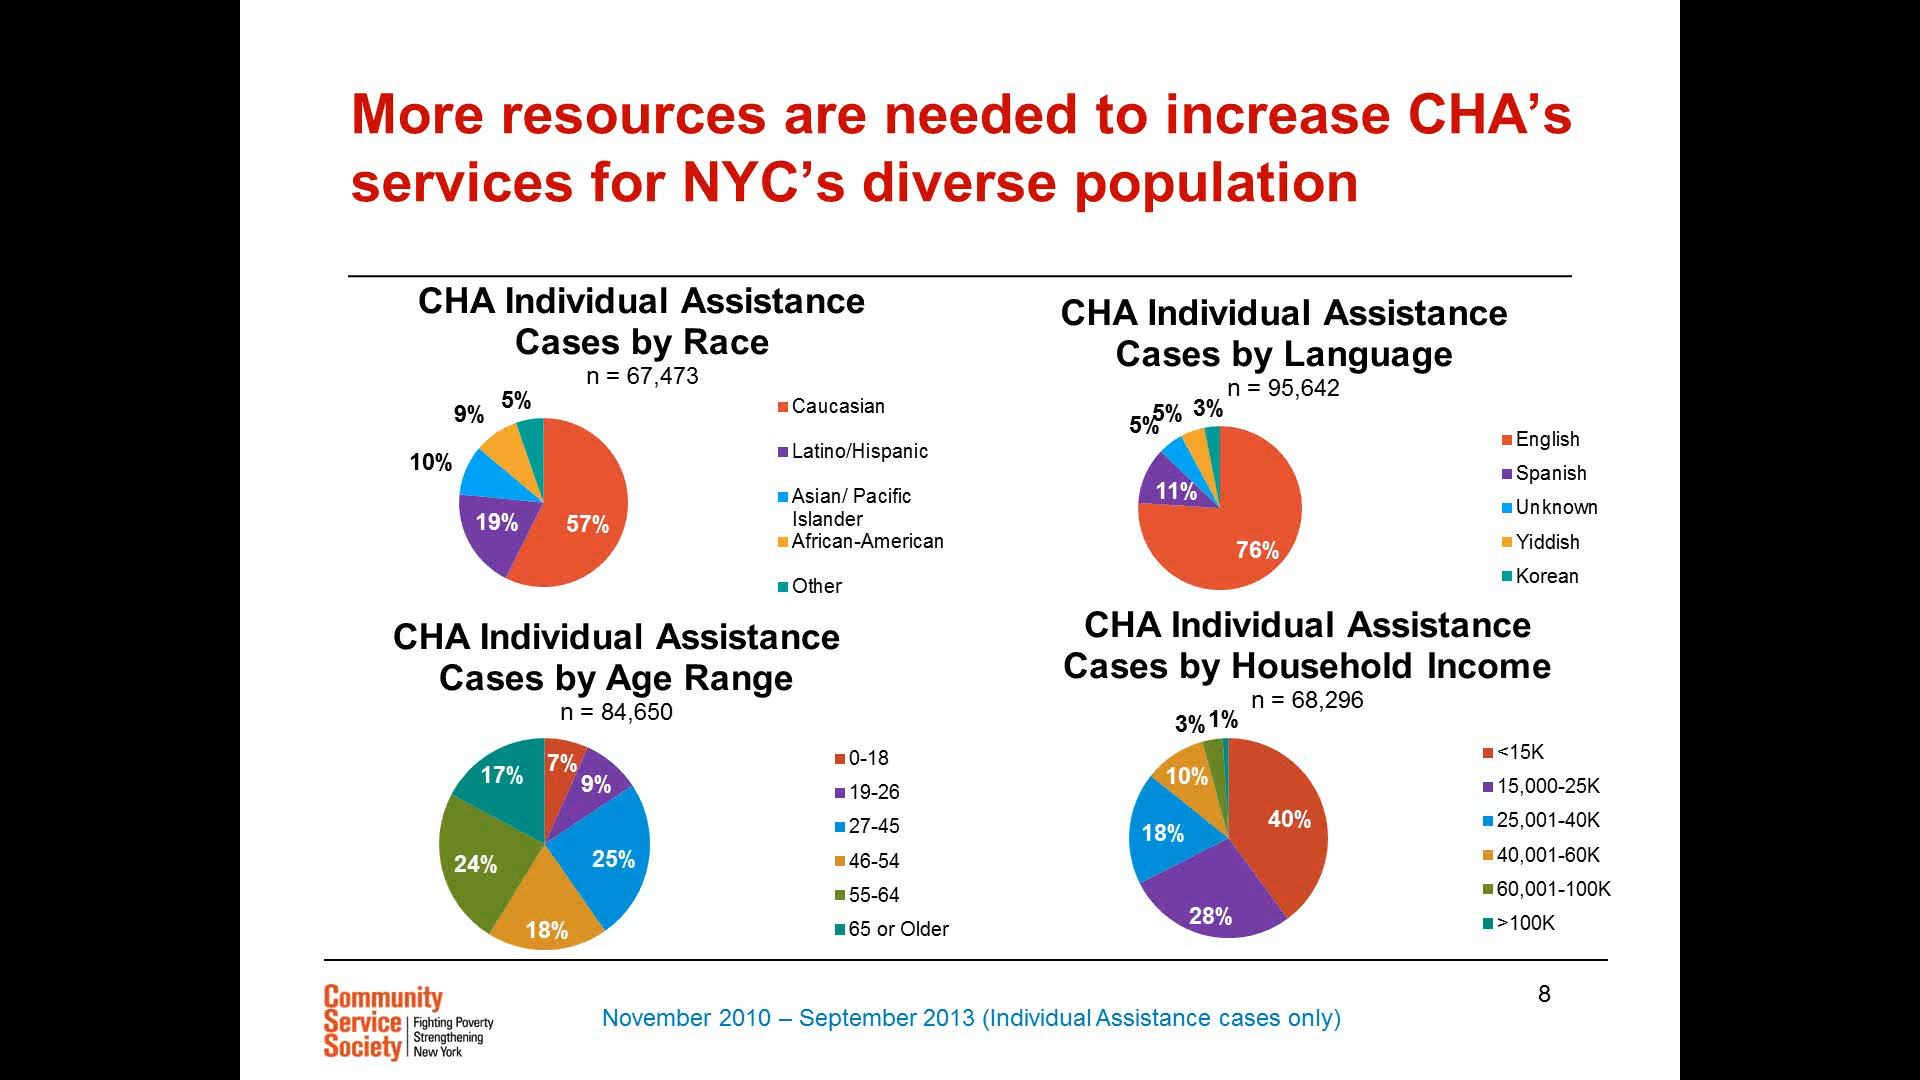 More resources are needed to increase CHA’s
services for NYC’s diverse population
CHA Individual Assistance
Cases by Race
n = 67,473
5%
9%
10%
19%
57%
Caucasian
Latino/Hispanic
Asian/ Pacific
Islander
African-American
Other
CHA Individual Assistance
Cases by Language
n = 95,642
5%
5%
3%
11%
76%
English
Spanish
Unknown
Yiddish
Korean
CHA Individual Assistance
Cases by Age Range
n = 84,650
7%
9%
17%
25%
24%
18%
0-18
19-26
27-45
46-54
55-64
65 or Older
CHA Individual Assistance
Cases by Household Income
n = 68,296
3%
1%
10%
40%
18%
28%
<15K
15,000-25K
25,001-40K
40,001-60K
60,001-100K
>100K
Community
Service
Society
Fighting Poverty
Strengthening
New York
November 2010 – September 2013 (Individual Assistance cases only)
8